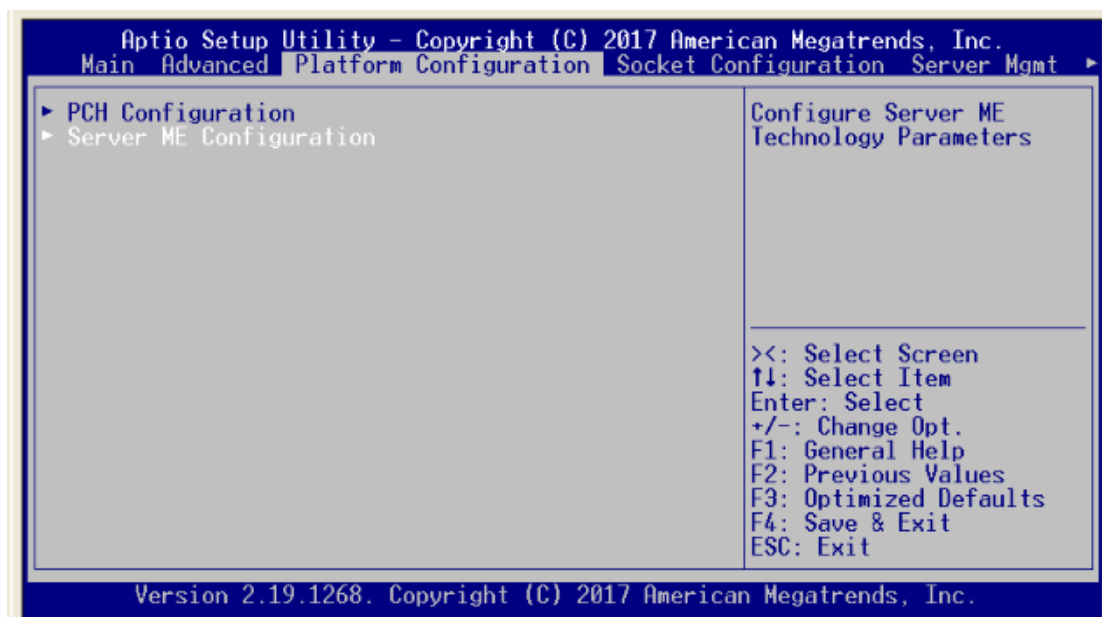 Aptio Setup Utility – Copyright (C) 2017 American Megatrends, Inc.
Main Advanced Platform Configuration Socket Configuration Server Mgmt ►
► PCH Configuration
► Server ME Configuration
Configure Server ME
Technology Parameters
><: Select Screen
↑↓: Select Item
Enter: Select
+/-: Change Opt.
F1: General Help
F2: Previous Values
F3: Optimized Defaults
F4: Save & Exit
ESC: Exit
Version 2.19.1268. Copyright (C) 2017 American Megatrends, Inc.